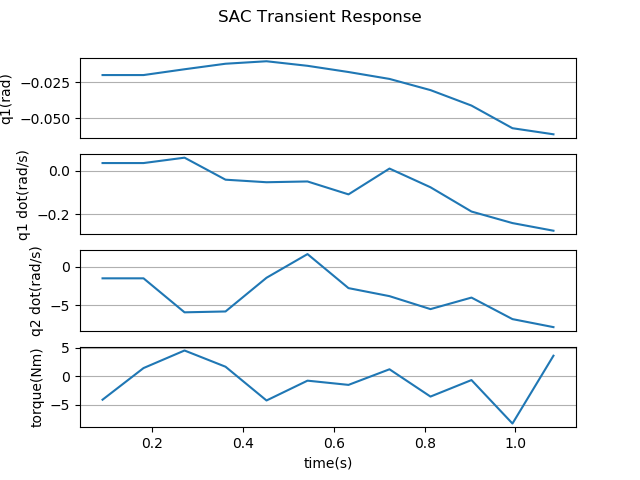 SAC Transient Response
q1(rad)
−0.025
−0.050
q1 dot(rad/s)
0.0
−0.2
q2 dot(rad/s)
0
−5
torque(Nm)
5
0
−5
0.2 0.4 0.6 0.8 1.0
time(s)